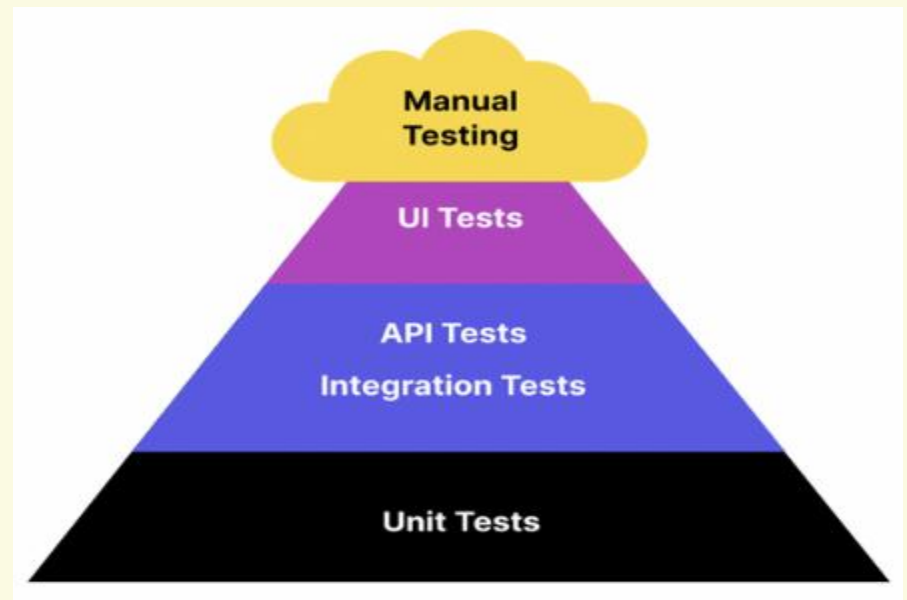 Manual
Testing
UI Tests
API Tests
Integration Tests
Unit Tests